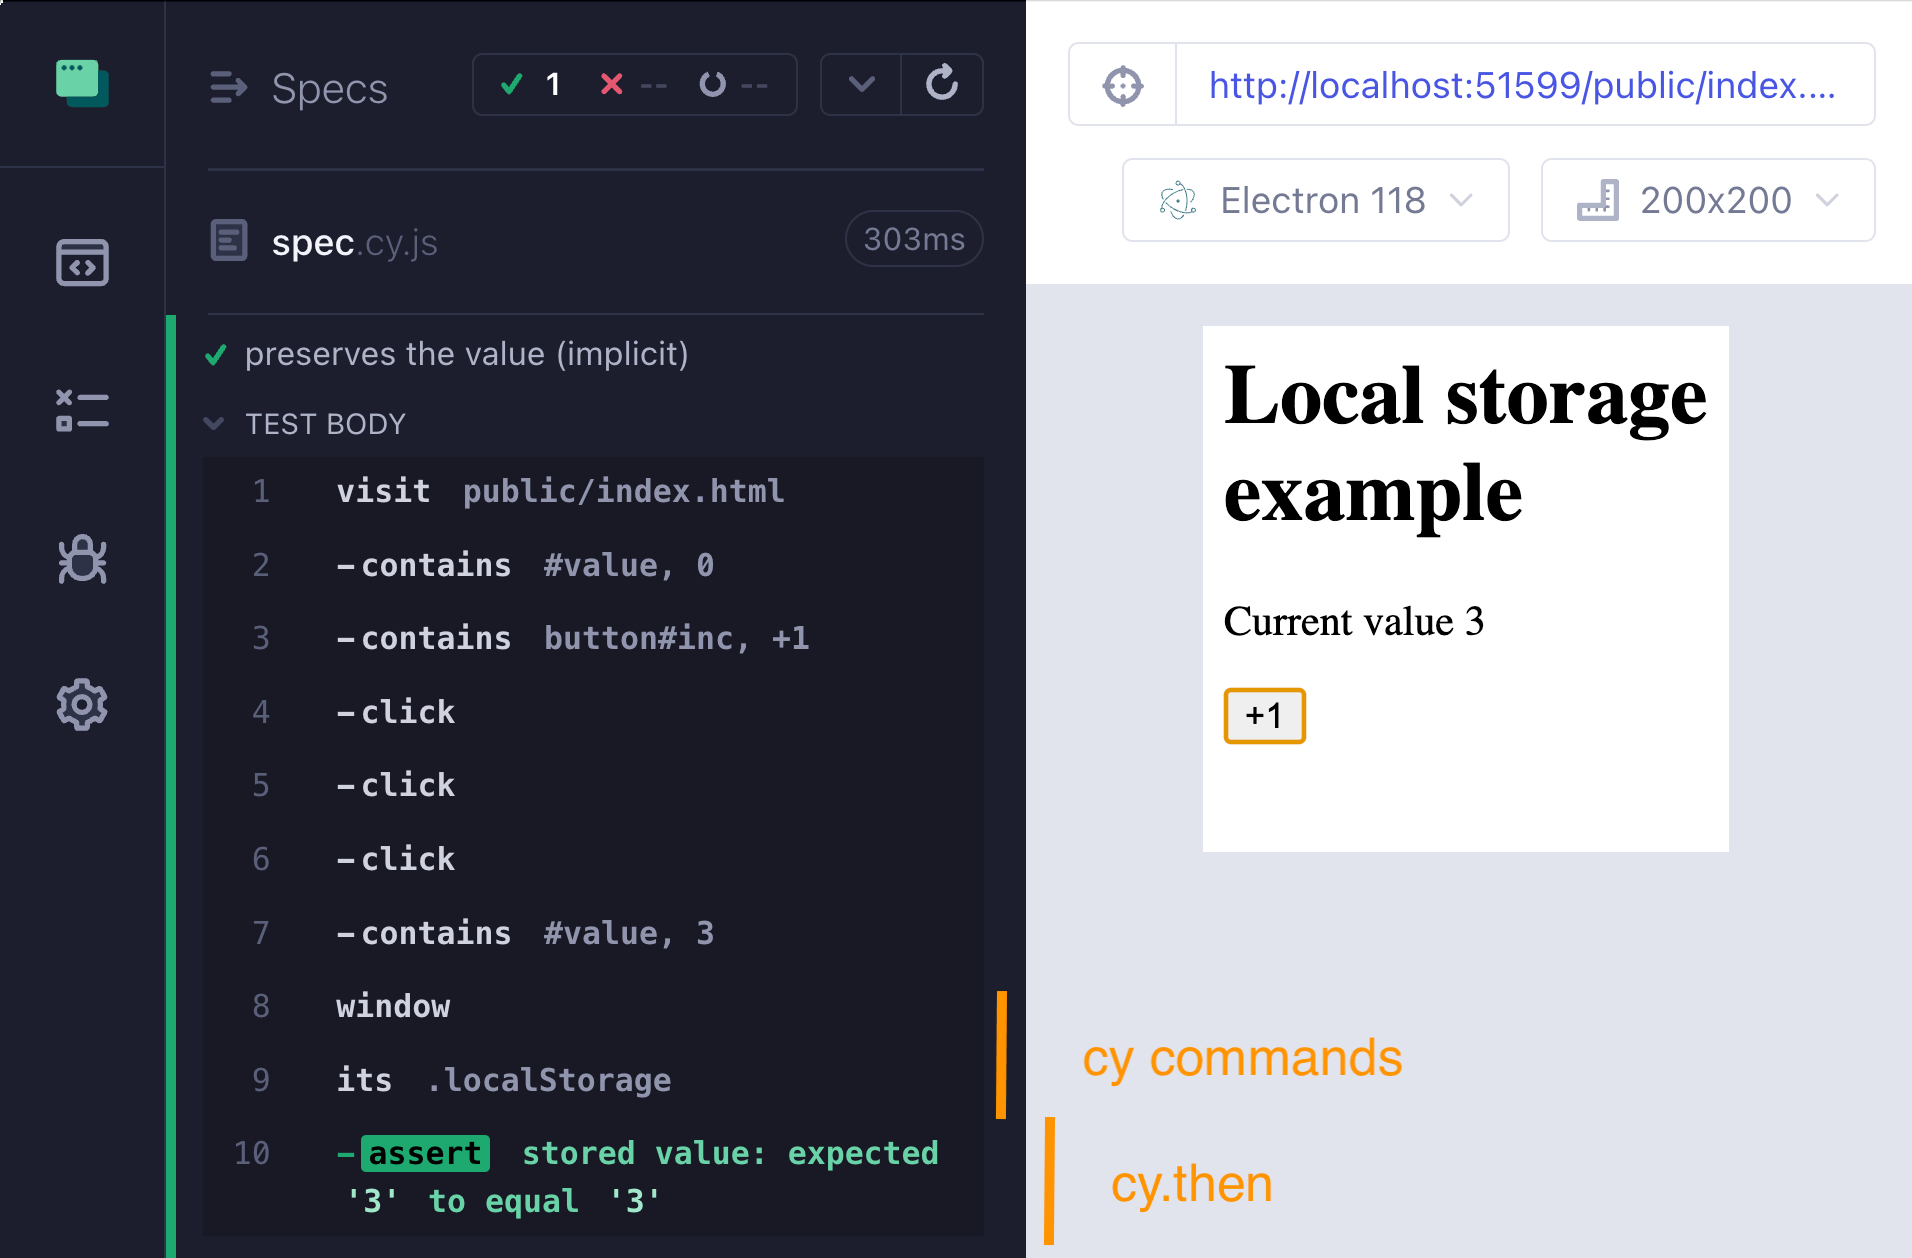 Specs
1 -- --
spec.cy.js
303ms
preserves the value (implicit)
TEST BODY
1 visit public/index.html
2 -contains #value, 0
3 -contains button#inc, +1
4 -click
5 -click
6 -click
7 -contains #value, 3
8 window
9 its .localStorage
10 -assert stored value: expected
'3' to equal '3'
http://localhost:51599/public/index....
Electron 118
200x200
Local storage
example
Current value 3
+1
cy commands
cy.then